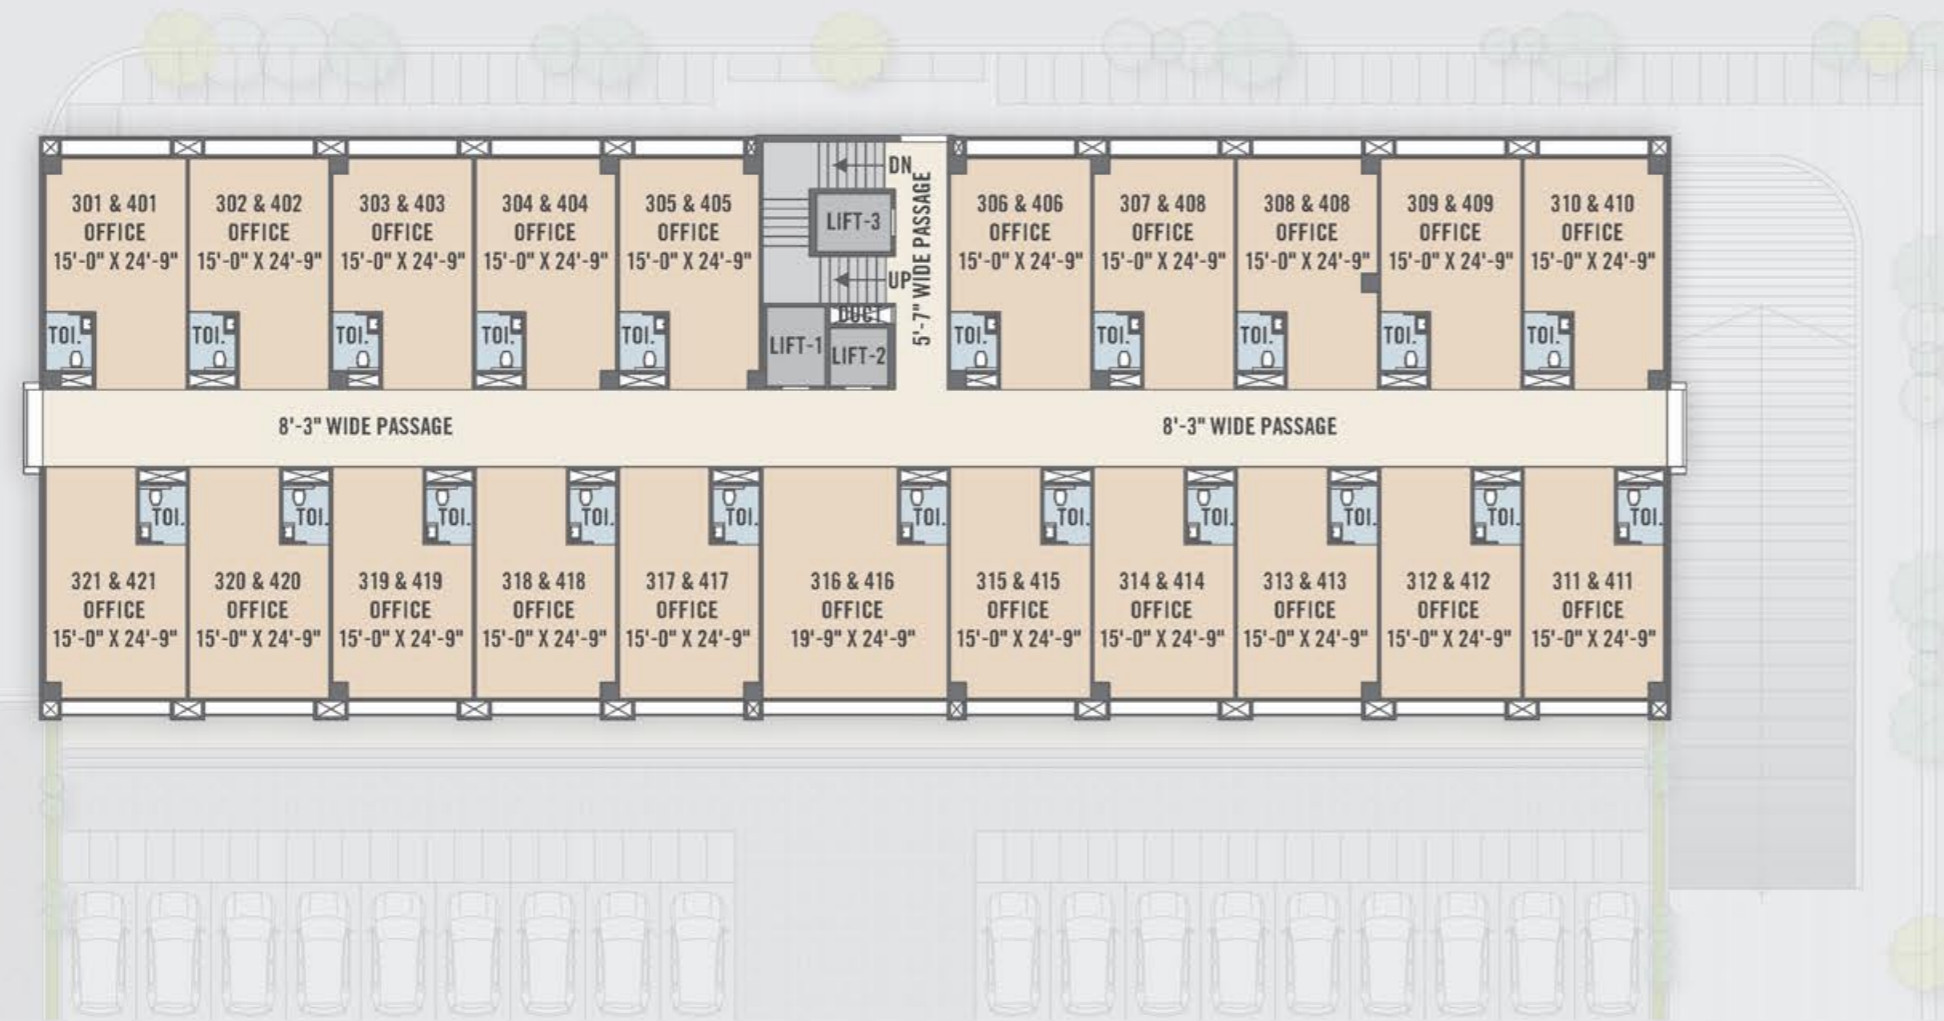 301 & 401
OFFICE
15'-0" X 24'-9"
302 & 402
OFFICE
15'-0" X 24'-9"
303 & 403
OFFICE
15'-0" X 24'-9"
304 & 404
OFFICE
15'-0" X 24'-9"
305 & 405
OFFICE
15'-0" X 24'-9"
DN
LIFT-3
UP
DUCT
LIFT-1
LIFT-2
5'-7" WIDE PASSAGE
306 & 406
OFFICE
15'-0" X 24'-9"
307 & 408
OFFICE
15'-0" X 24'-9"
308 & 408
OFFICE
15'-0" X 24'-9"
309 & 409
OFFICE
15'-0" X 24'-9"
310 & 410
OFFICE
15'-0" X 24'-9"
TOI.
TOI.
TOI.
TOI.
TOI.
TOI.
TOI.
TOI.
TOI.
TOI.
8'-3" WIDE PASSAGE
8'-3" WIDE PASSAGE
TOI.
TOI.
TOI.
TOI.
TOI.
TOI.
TOI.
TOI.
TOI.
TOI.
TOI.
321 & 421
OFFICE
15'-0" X 24'-9"
320 & 420
OFFICE
15'-0" X 24'-9"
319 & 419
OFFICE
15'-0" X 24'-9"
318 & 418
OFFICE
15'-0" X 24'-9"
317 & 417
OFFICE
15'-0" X 24'-9"
316 & 416
OFFICE
19'-9" X 24'-9"
315 & 415
OFFICE
15'-0" X 24'-9"
314 & 414
OFFICE
15'-0" X 24'-9"
313 & 413
OFFICE
15'-0" X 24'-9"
312 & 412
OFFICE
15'-0" X 24'-9"
311 & 411
OFFICE
15'-0" X 24'-9"